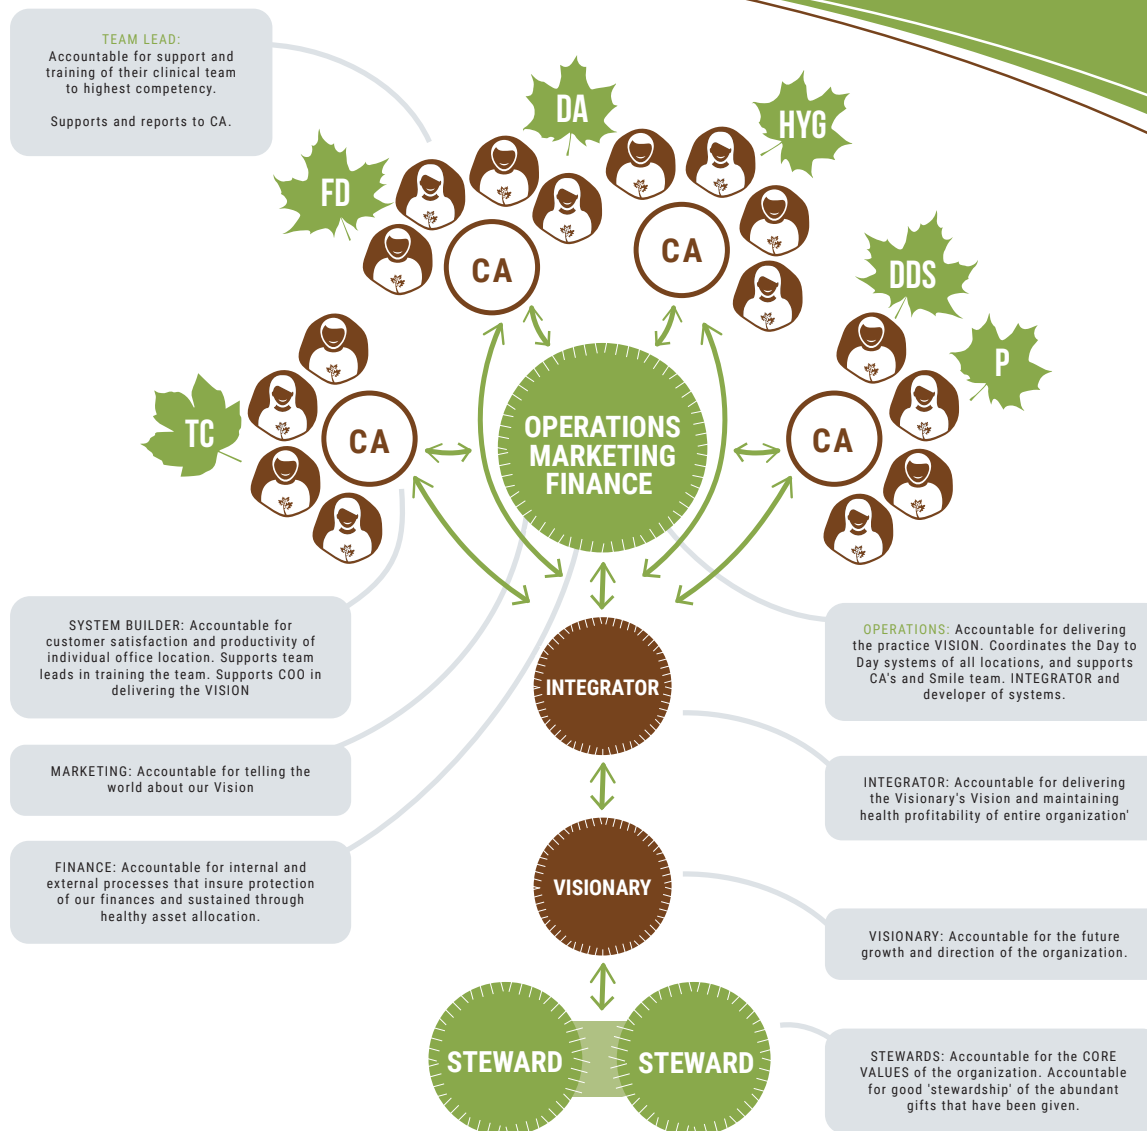 TEAM LEAD:
Accountable for support and
training of their clinical team
to highest competency.
Supports and reports to CA.
DA
HYG
FD
CA
CA
DDS
P
TC
CA
CA
OPERATIONS
MARKETING
FINANCE
SYSTEM BUILDER: Accountable for
customer satisfaction and productivity of
individual office location. Supports team
leads in training the team. Supports COO in
delivering the VISION
OPERATIONS: Accountable for delivering
the practice VISION. Coordinates the Day to
Day systems of all locations, and supports
CA's and Smile team. INTEGRATOR and
developer of systems.
INTEGRATOR
MARKETING: Accountable for telling the
world about our Vision
INTEGRATOR: Accountable for delivering
the Visionary's Vision and maintaining
health profitability of entire organization'
FINANCE: Accountable for internal and
external processes that insure protection
of our finances and sustained through
healthy asset allocation.
VISIONARY
VISIONARY: Accountable for the future
growth and direction of the organization.
STEWARD
STEWARD
STEWARDS: Accountable for the CORE
VALUES of the organization. Accountable
for good 'stewardship' of the abundant
gifts that have been given.